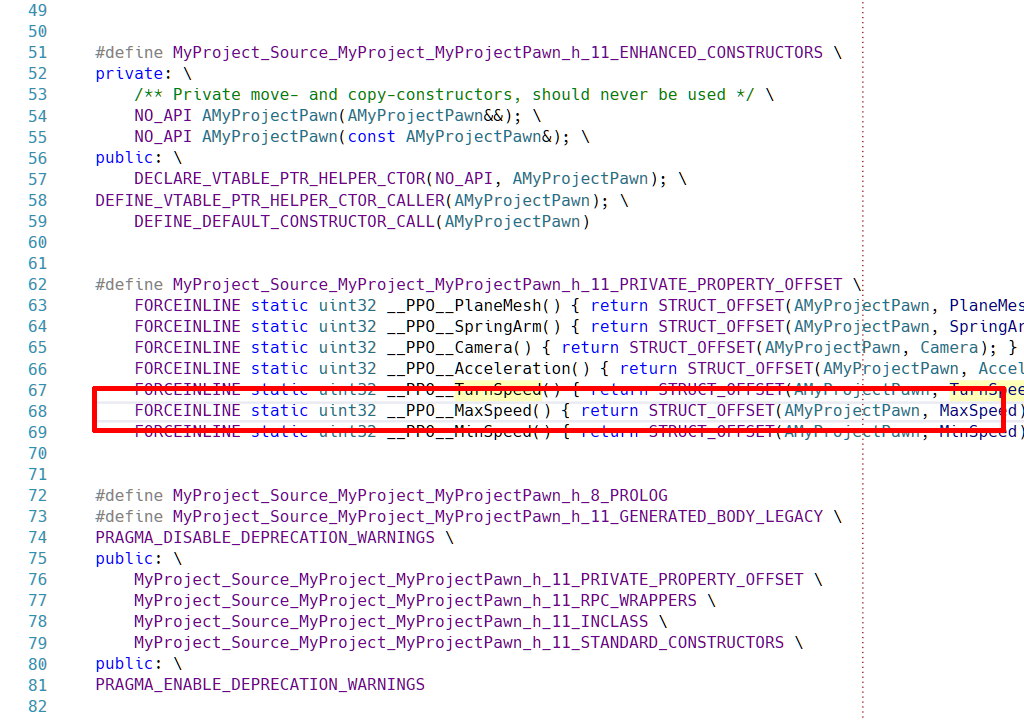 49
50
51 #define MyProject_Source_MyProject_MyProjectPawn_h_11_ENHANCED_CONSTRUCTORS \
52 private: \
53 /** Private move- and copy-constructors, should never be used */ \
54 NO_API AMyProjectPawn(AMyProjectPawn&&); \
55 NO_API AMyProjectPawn(const AMyProjectPawn&); \
56 public: \
57 DECLARE_VTABLE_PTR_HELPER_CTOR(NO_API, AMyProjectPawn); \
58 DEFINE_VTABLE_PTR_HELPER_CTOR_CALLER(AMyProjectPawn); \
59 DEFINE_DEFAULT_CONSTRUCTOR_CALL(AMyProjectPawn)
60
61
62 #define MyProject_Source_MyProject_MyProjectPawn_h_11_PRIVATE_PROPERTY_OFFSET \
63 FORCEINLINE static uint32 __PPO__PlaneMesh() { return STRUCT_OFFSET(AMyProjectPawn, PlaneMes
64 FORCEINLINE static uint32 __PPO__SpringArm() { return STRUCT_OFFSET(AMyProjectPawn, SpringAr
65 FORCEINLINE static uint32 __PPO__Camera() { return STRUCT_OFFSET(AMyProjectPawn, Camera); }
66 FORCEINLINE static uint32 __PPO__Acceleration() { return STRUCT_OFFSET(AMyProjectPawn, Accel
67 FORCEINLINE static uint32 __PPO__TurnSpeed() { return STRUCT_OFFSET(AMyProjectPawn, TurnSpee
68 FORCEINLINE static uint32 __PPO__MaxSpeed() { return STRUCT_OFFSET(AMyProjectPawn, MaxSpeed)
69 FORCEINLINE static uint32 __PPO__MinSpeed() { return STRUCT_OFFSET(AMyProjectPawn, MinSpeed)
70
71
72 #define MyProject_Source_MyProject_MyProjectPawn_h_8_PROLOG
73 #define MyProject_Source_MyProject_MyProjectPawn_h_11_GENERATED_BODY_LEGACY \
74 PRAGMA_DISABLE_DEPRECATION_WARNINGS \
75 public: \
76 MyProject_Source_MyProject_MyProjectPawn_h_11_PRIVATE_PROPERTY_OFFSET \
77 MyProject_Source_MyProject_MyProjectPawn_h_11_RPC_WRAPPERS \
78 MyProject_Source_MyProject_MyProjectPawn_h_11_INCLASS \
79 MyProject_Source_MyProject_MyProjectPawn_h_11_STANDARD_CONSTRUCTORS \
80 public: \
81 PRAGMA_ENABLE_DEPRECATION_WARNINGS
82